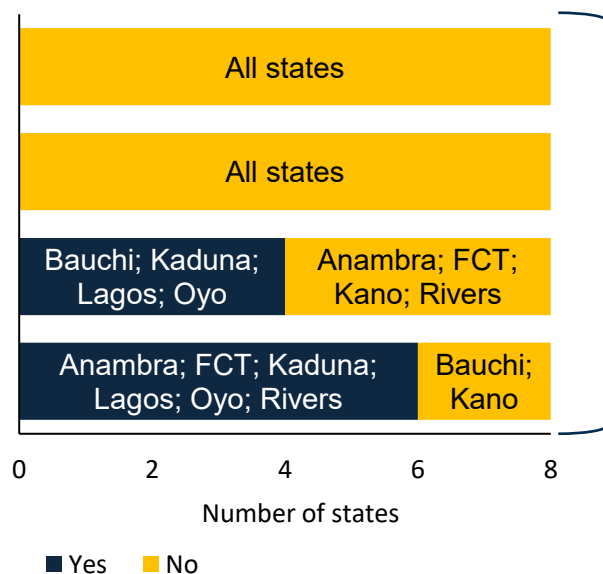 All states
All states
Bauchi; Kaduna;
Lagos; Oyo
Anambra; FCT;
Kano; Rivers
Anambra; FCT; Kaduna;
Lagos; Oyo; Rivers
Bauchi;
Kano
0 2 4 6 8
Number of states
Yes No